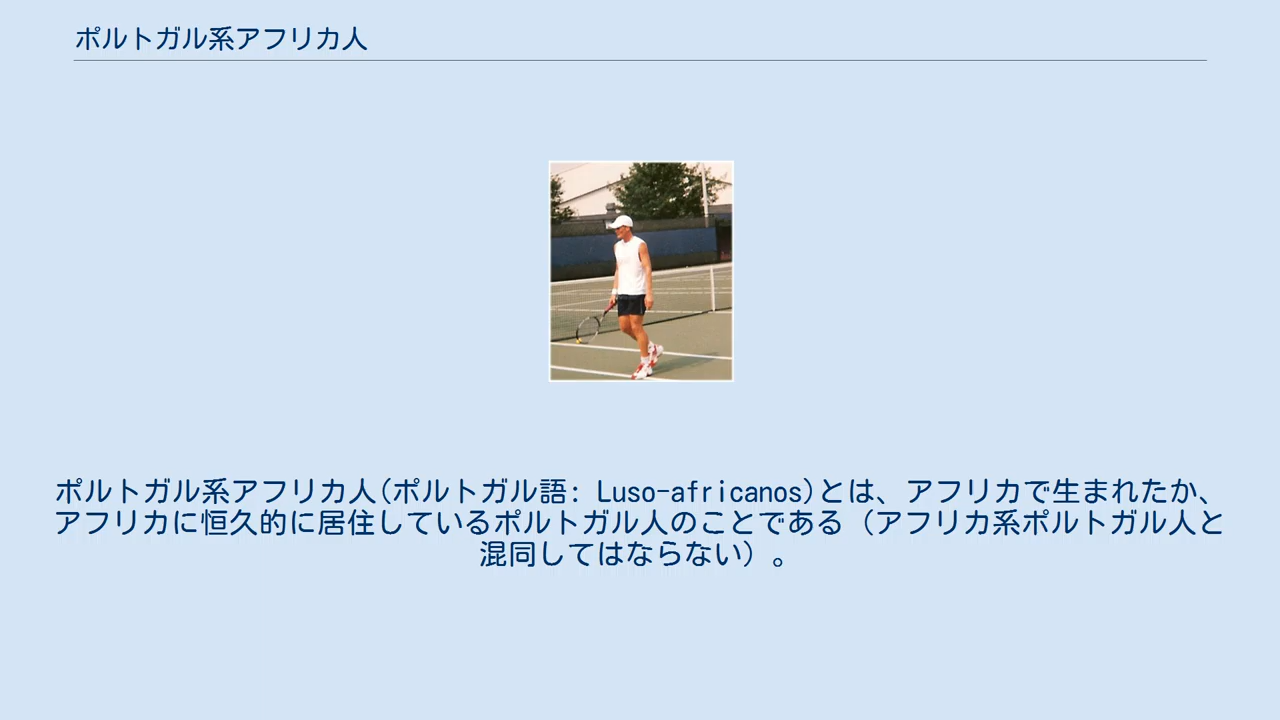 ポルトガル系アフリカ人
ポルトガル系アフリカ人(ポルトガル語: Luso-africanos)とは、アフリカで生まれたか、
アフリカに恒久的に居住しているポルトガル人のことである（アフリカ系ポルトガル人と
混同してはならない）。